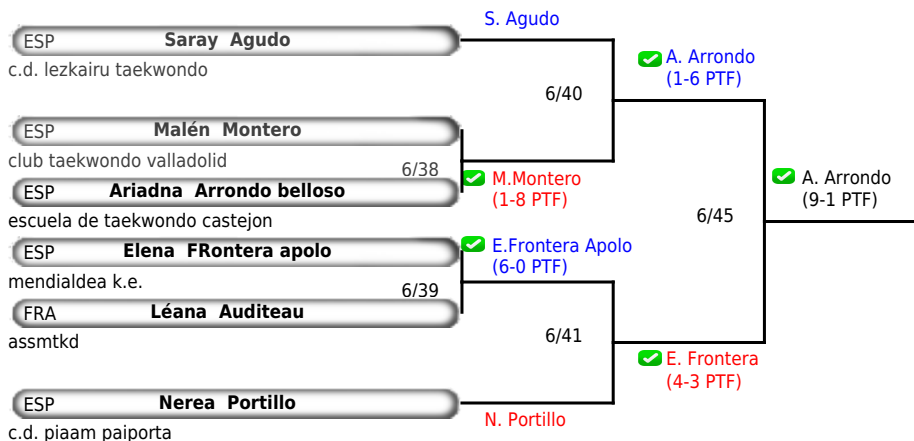 S. Agudo
ESP Saray Agudo
c.d. lezkairu taekwondo
A. Arrondo
(1-6 PTF)
6/40
ESP Malén Montero
club taekwondo valladolid
6/38
M.Montero
(1-8 PTF)
ESP Ariadna Arrondo belloso
escuela de taekwondo castejon
A. Arrondo
(9-1 PTF)
6/45
ESP Elena FRontera apolo
mendialdea k.e.
E.Frontera Apolo
(6-0 PTF)
6/39
FRA Léana Auditeau
assmtkd
6/41
E. Frontera
(4-3 PTF)
ESP Nerea Portillo
c.d. piaam paiporta
N. Portillo